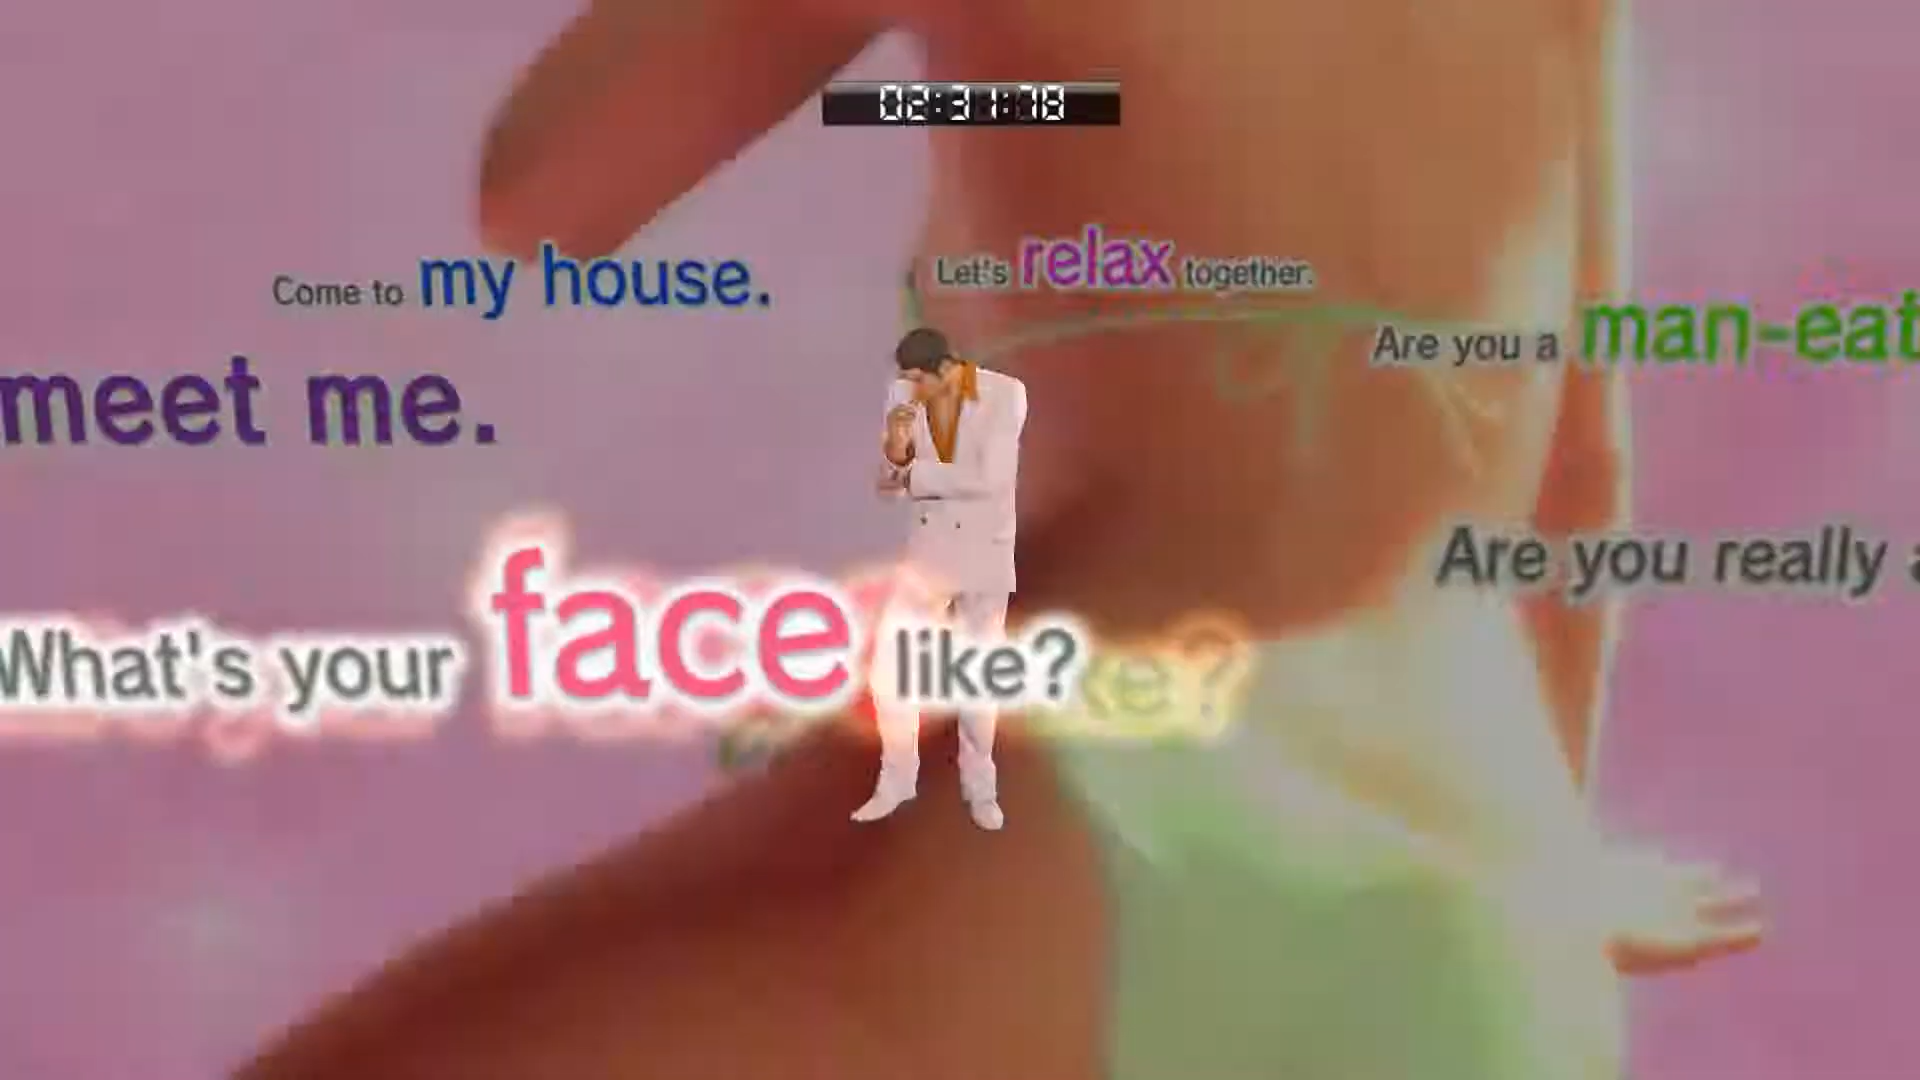 02:31:78
Come to my house.
Let's relax together.
Are you a man-eat
meet me.
Are you really
What's your face like?
ke?